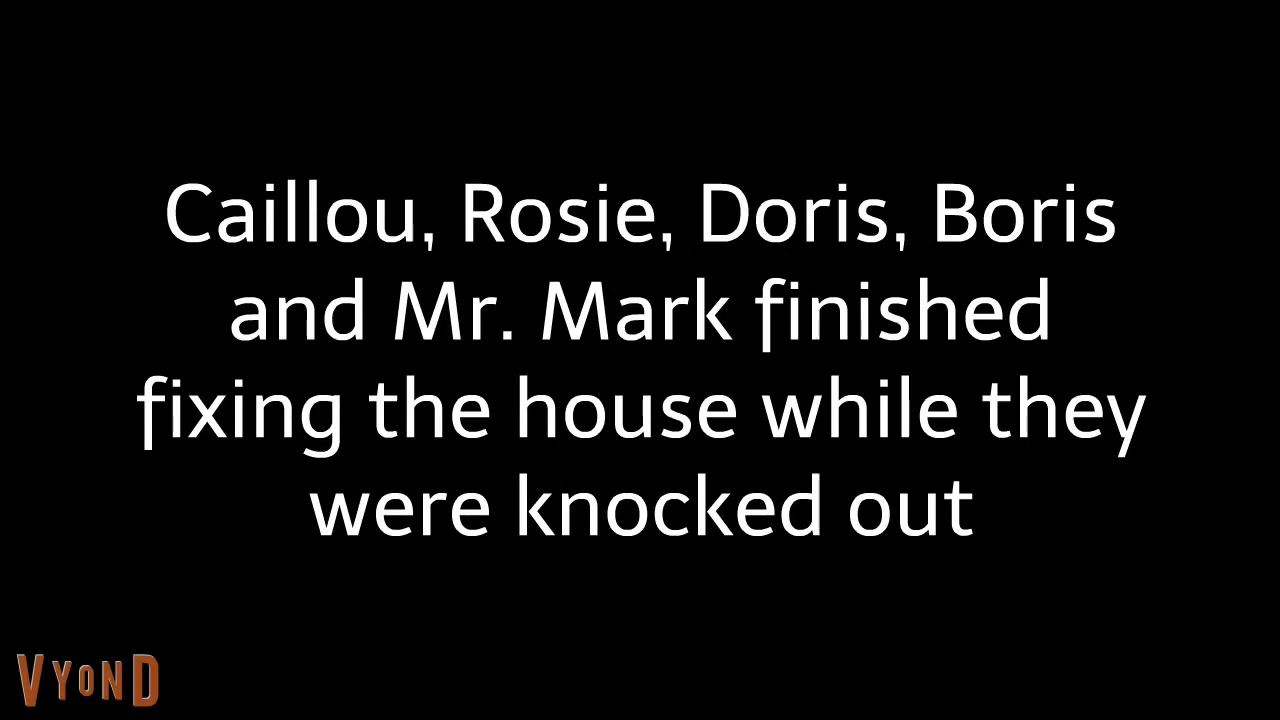 Caillou, Rosie, Doris, Boris
and Mr. Mark finished
fixing the house while they
were knocked out
VYOND